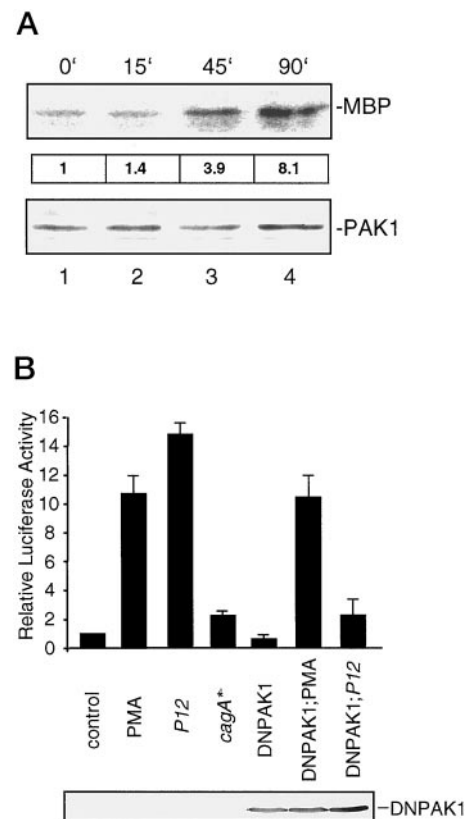 A
0' 15' 45' 90'
-MBP
1 1.4 3.9 8.1
-PAK1
1 2 3 4
B
Relative Luciferase Activity
16
14
12
10
8
6
4
2
0
control
PMA
P12
cagA*
DNPAK1
DNPAK1;PMA
DNPAK1;P12
-DNPAK1